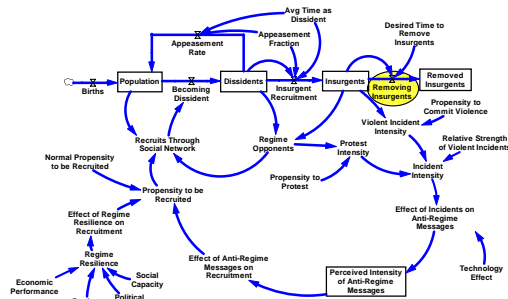 Avg Time as
Dissident
Appeasement
Fraction
Desired Time to
Remove
Insurgents
Appeasement
Rate
Population
Dissidents
Insurgents
Removed
Insurgents
Births
Becoming
Dissident
Insurgent
Recruitment
Removing
Insurgents
Propensity to
Commit Violence
Violent Incident
Intensity
Recruits Through
Social Network
Regime
Opponents
Protest
Intensity
Relative Strength
of Violent Incidents
Normal Propensity
to be Recruited
Incident
Intensity
Propensity to
Protest
Propensity to be
Recruited
Effect of Regime
Resilience on
Recruitment
Effect of Incidents on
Anti-Regime
Messages
Regime
Resilience
Effect of Anti-Regime
Messages on
Recruitment
Economic
Performance
Social
Capacity
Perceived Intensity
of Anti-Regime
Messages
Technology
Effect
Political